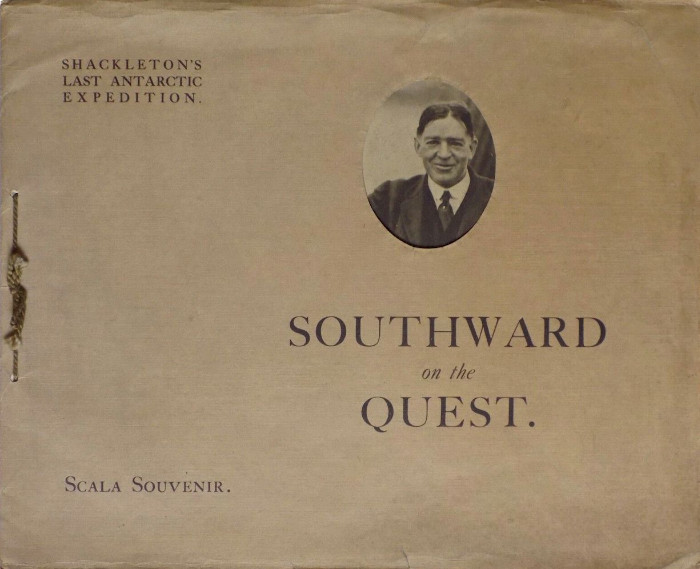 SHACKLETON'S
LAST ANTARCTIC
EXPEDITION.
SOUTHWARD
on the
QUEST.
SCALA SOUVENIR.